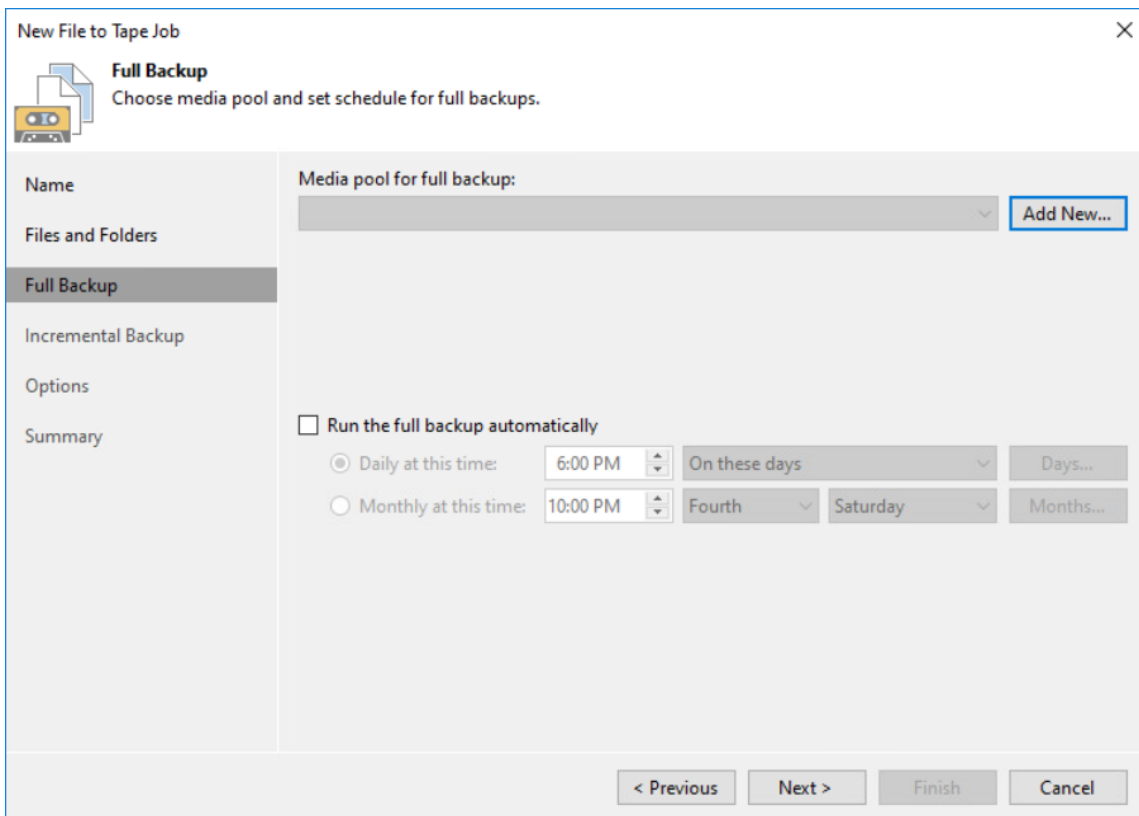 New File to Tape Job
Full Backup
Choose media pool and set schedule for full backups.
Name
Files and Folders
Full Backup
Incremental Backup
Options
Summary
Media pool for full backup:
Add New...
Run the full backup automatically
Daily at this time: 6:00 PM On these days Days...
Monthly at this time: 10:00 PM Fourth Saturday Months...
< Previous Next > Finish Cancel